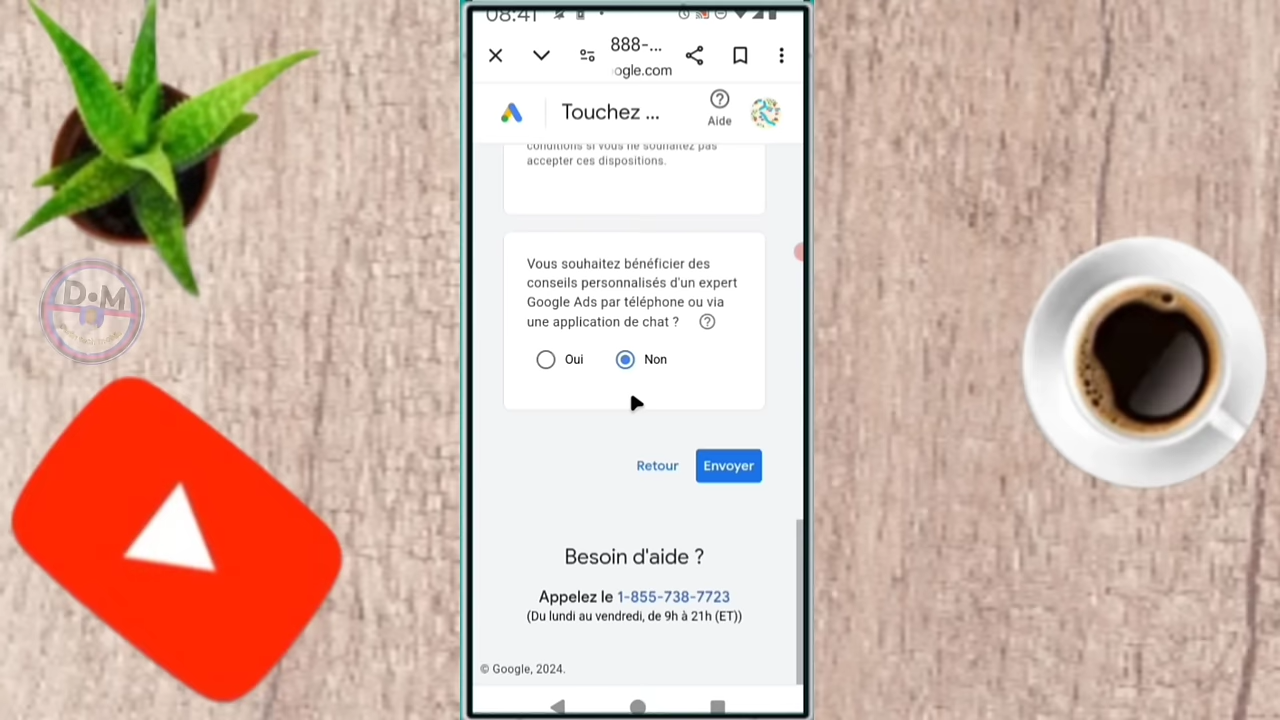 08:41
888-...
ogle.com
Touchez ...
Aide
conditions si vous ne souhaitez pas
accepter ces dispositions.
Vous souhaitez bénéficier des
conseils personnalisés d'un expert
Google Ads par téléphone ou via
une application de chat ?
Oui
Non
Retour
Envoyer
Besoin d'aide ?
Appelez le 1-855-738-7723
(Du lundi au vendredi, de 9h à 21h (ET))
© Google, 2024.
D•M